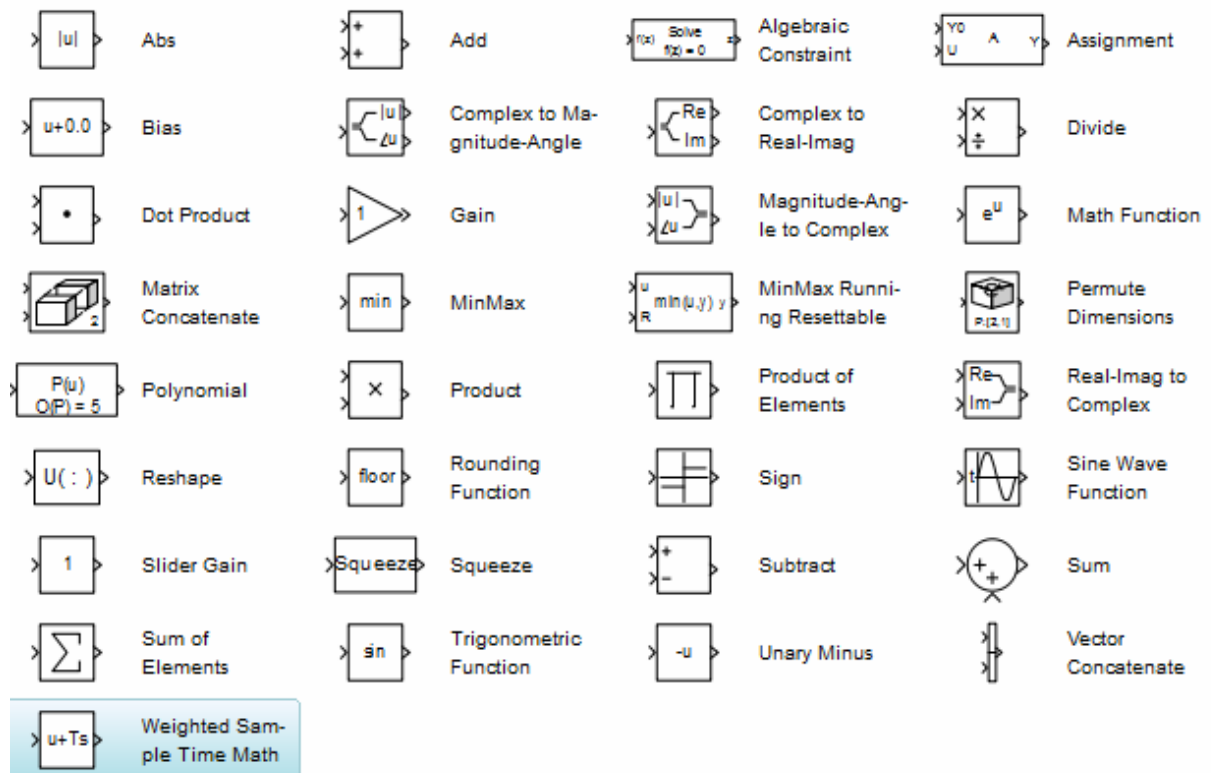 |u| Abs
+
+ Add
f(x) Solve
f(z) = 0 z Algebraic
Constraint
Y0
U A Y Assignment
u+0.0 Bias
|u|
∠u Complex to Ma-
gnitude-Angle
Re
Im Complex to
Real-Imag
×
÷ Divide
Dot Product
1 Gain
|u|
∠u Magnitude-Ang-
le to Complex
eᵘ Math Function
2 Matrix
Concatenate
min MinMax
u
R min(u,y) y MinMax Runni-
ng Resettable
P:[2,1] Permute
Dimensions
P(u)
O(P) = 5 Polynomial
× Product
∏ Product of
Elements
Re
Im Real-Imag to
Complex
U( : ) Reshape
floor Rounding
Function
Sign
t Sine Wave
Function
1 Slider Gain
Squeeze Squeeze
+
− Subtract
+
+ Sum
∑ Sum of
Elements
sin Trigonometric
Function
-u Unary Minus
Vector
Concatenate
u+Ts Weighted Sam-
ple Time Math